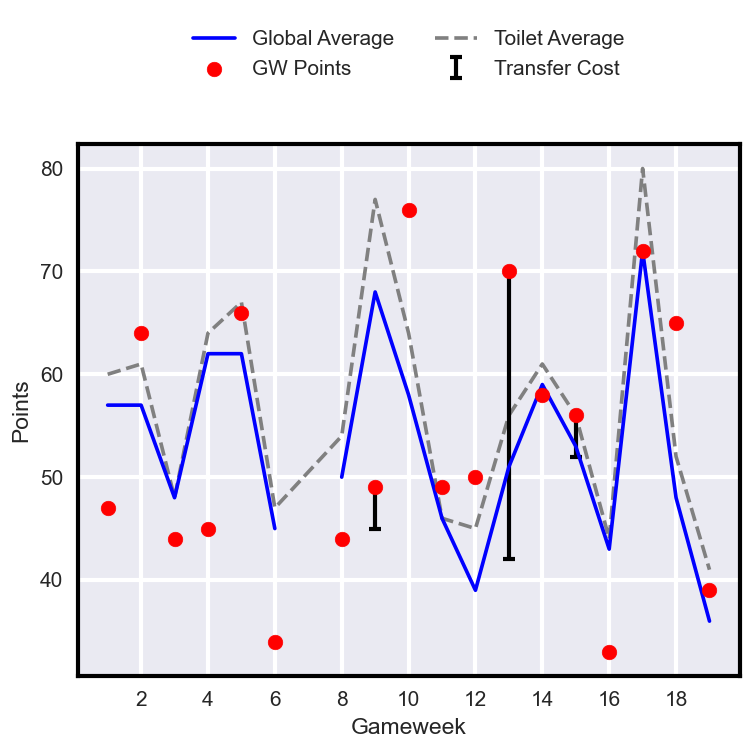 Global Average
Toilet Average
GW Points
Transfer Cost
80
70
60
50
40
Points
2 4 6 8 10 12 14 16 18
Gameweek